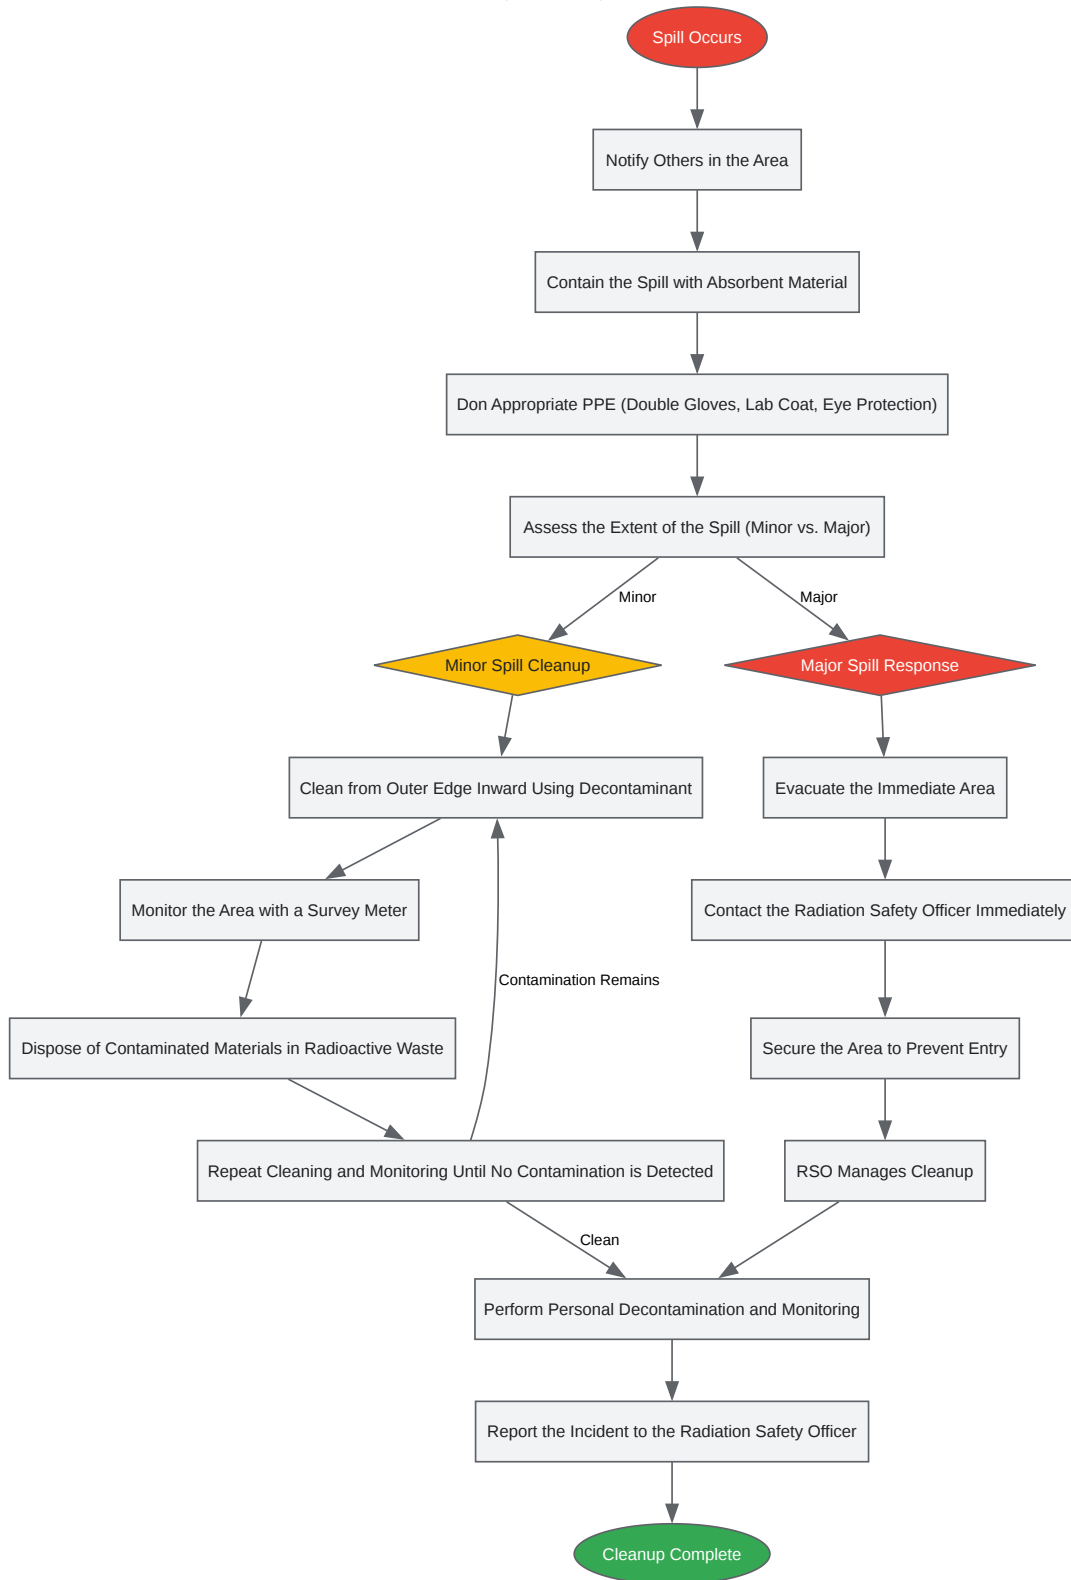 Spill Occurs
Notify Others in the Area
Contain the Spill with Absorbent Material
Don Appropriate PPE (Double Gloves, Lab Coat, Eye Protection)
Assess the Extent of the Spill (Minor vs. Major)
Minor
Major
Minor Spill Cleanup
Major Spill Response
Clean from Outer Edge Inward Using Decontaminant
Evacuate the Immediate Area
Monitor the Area with a Survey Meter
Contact the Radiation Safety Officer Immediately
Contamination Remains
Dispose of Contaminated Materials in Radioactive Waste
Secure the Area to Prevent Entry
Repeat Cleaning and Monitoring Until No Contamination is Detected
RSO Manages Cleanup
Clean
Perform Personal Decontamination and Monitoring
Report the Incident to the Radiation Safety Officer
Cleanup Complete